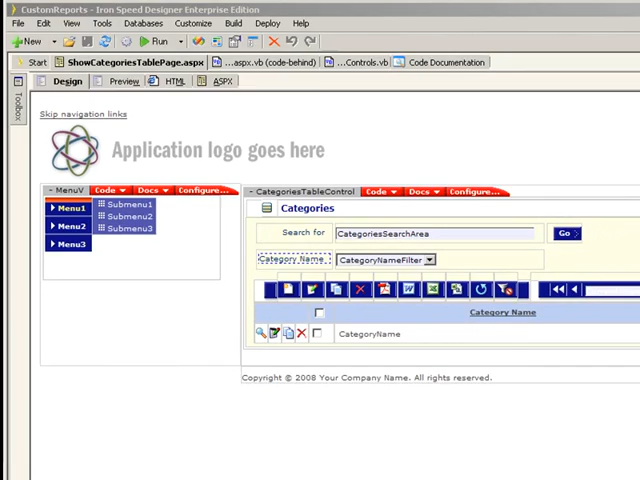 CustomReports - Iron Speed Designer Enterprise Edition
File Edit View Tools Databases Customize Build Deploy Help
New Run
Start ShowCategoriesTablePage.aspx ...aspx.vb (code-behind) ...Controls.vb Code Documentation
Design Preview HTML ASPX
Toolbox
Skip navigation links
Application logo goes here
MenuV Code Docs Configure...
CategoriesTableControl Code Docs Configure...
Menu1 Submenu1
Menu2 Submenu2
Submenu3
Menu3
Categories
Search for CategoriesSearchArea Go
Category Name CategoryNameFilter
Category Name
CategoryName
Copyright © 2008 Your Company Name. All rights reserved.